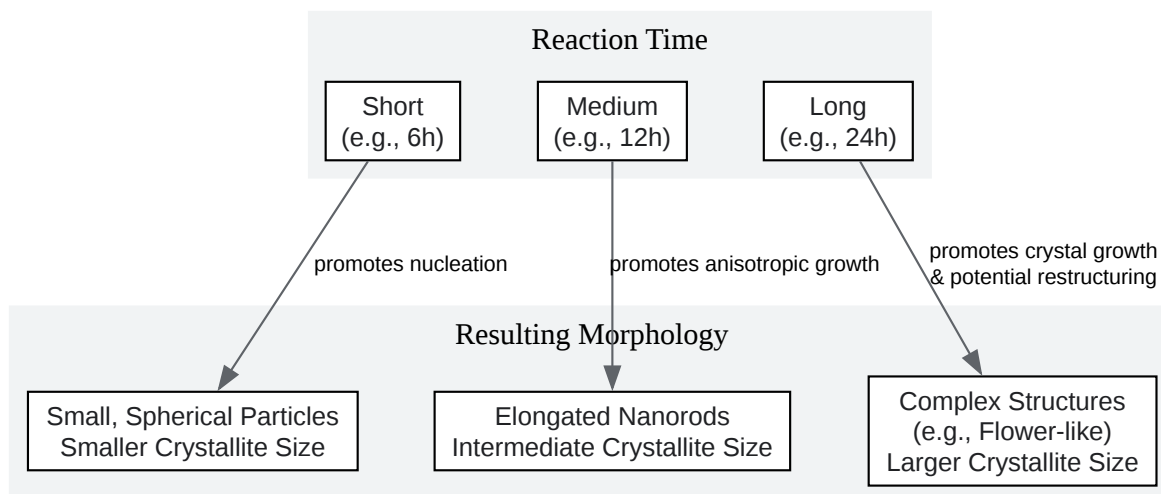 Reaction Time
Short
(e.g., 6h)
Medium
(e.g., 12h)
Long
(e.g., 24h)
promotes nucleation
promotes anisotropic growth
promotes crystal growth
& potential restructuring
Resulting Morphology
Small, Spherical Particles
Smaller Crystallite Size
Elongated Nanorods
Intermediate Crystallite Size
Complex Structures
(e.g., Flower-like)
Larger Crystallite Size